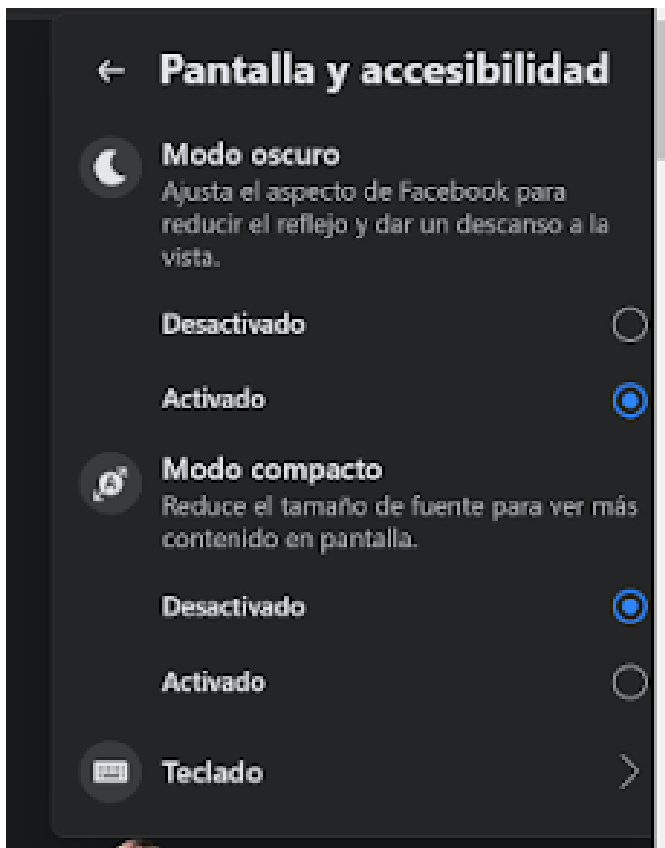 Pantalla y accesibilidad
Modo oscuro
Ajusta el aspecto de Facebook para
reducir el reflejo y dar un descanso a la
vista.
Desactivado
Activado
Modo compacto
Reduce el tamaño de fuente para ver más
contenido en pantalla.
Desactivado
Activado
Teclado